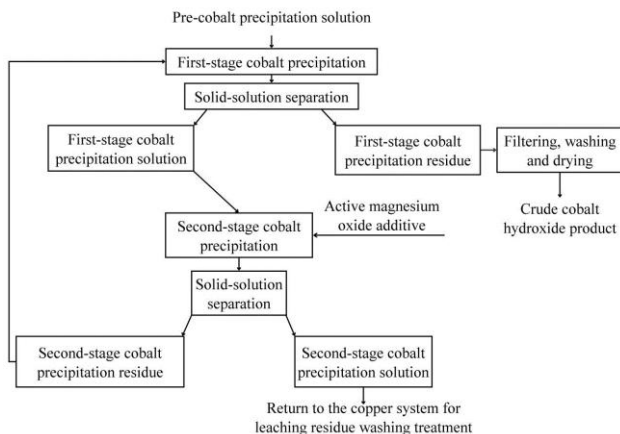 Pre-cobalt precipitation solution
First-stage cobalt precipitation
Solid-solution separation
First-stage cobalt
precipitation solution
First-stage cobalt
precipitation residue
Filtering, washing
and drying
Crude cobalt
hydroxide product
Active magnesium
oxide additive
Second-stage cobalt
precipitation
Solid-solution
separation
Second-stage cobalt
precipitation residue
Second-stage cobalt
precipitation solution
Return to the copper system for
leaching residue washing treatment